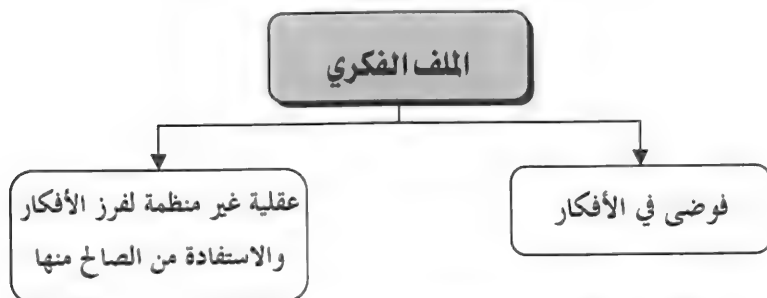 الملف الفكري
فوضى في الأفكار
عقلية غير منظمة لفرز الأفكار
والاستفادة من الصالح منها